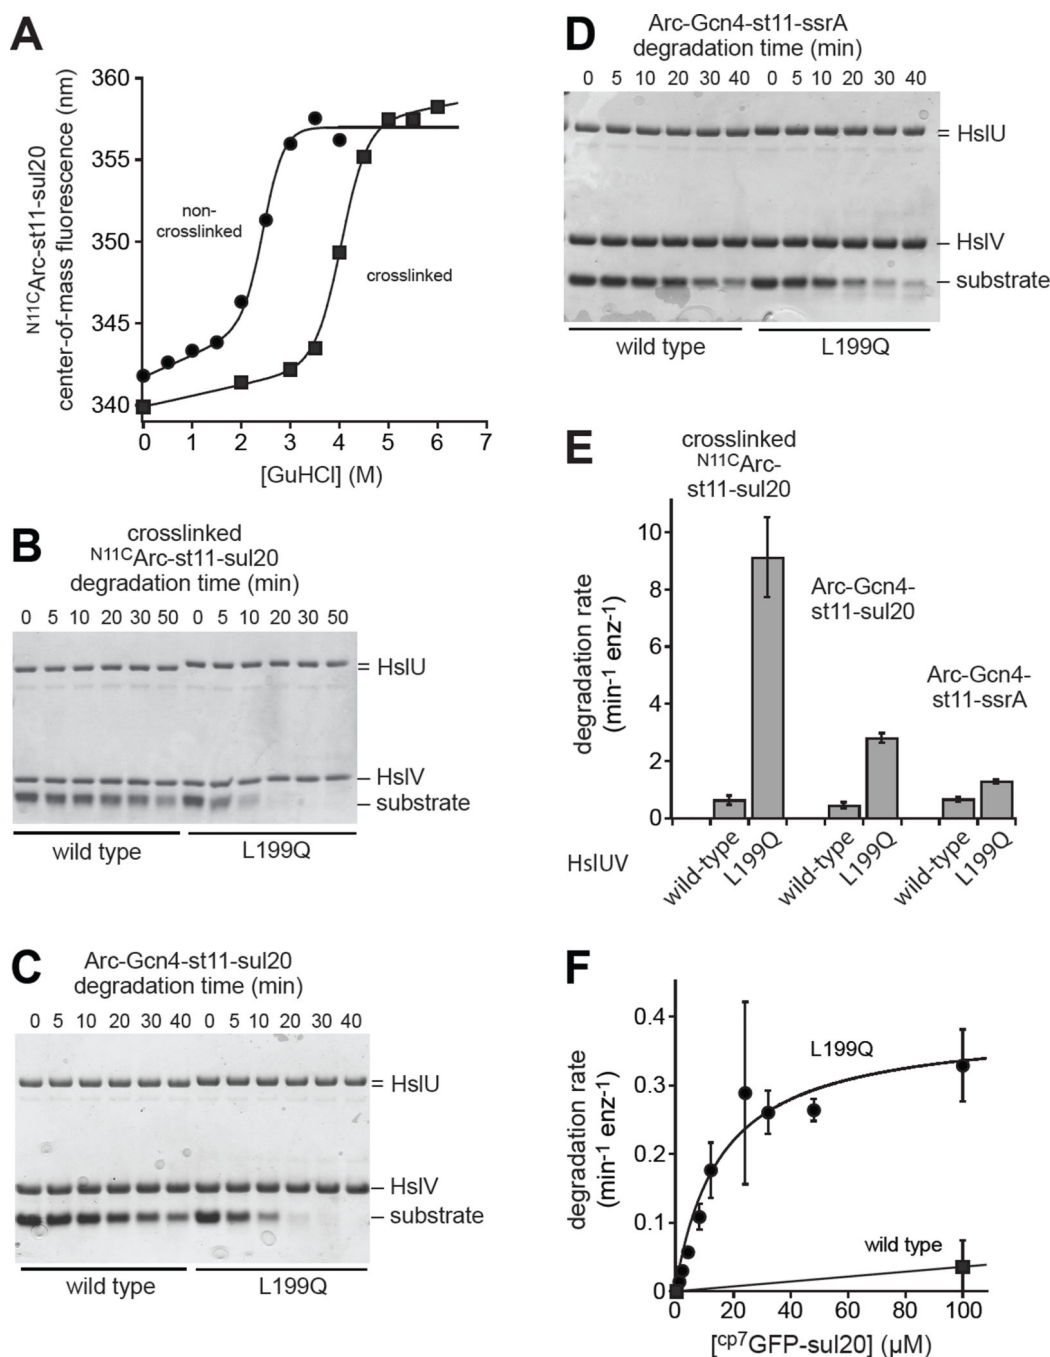 A
N11CArc-st11-sul20
center-of-mass fluorescence (nm)
360
355
350
345
340
non-
crosslinked
crosslinked
0 1 2 3 4 5 6 7
[GuHCl] (M)
B
crosslinked
N11CArc-st11-sul20
degradation time (min)
0 5 10 20 30 50 0 5 10 20 30 50
HslU
HslV
substrate
wild type L199Q
C
Arc-Gcn4-st11-sul20
degradation time (min)
0 5 10 20 30 40 0 5 10 20 30 40
HslU
HslV
substrate
wild type L199Q
D
Arc-Gcn4-st11-ssrA
degradation time (min)
0 5 10 20 30 40 0 5 10 20 30 40
HslU
HslV
substrate
wild type L199Q
E
crosslinked
N11CArc-
st11-sul20
Arc-Gcn4-
st11-sul20
Arc-Gcn4-
st11-ssrA
degradation rate
(min-1 enz-1)
10
8
6
4
2
0
HslUV
wild-type L199Q wild-type L199Q wild-type L199Q
F
degradation rate
(min-1 enz-1)
0.4
0.3
0.2
0.1
0
L199Q
wild type
20 40 60 80 100
[cp7GFP-sul20] (µM)